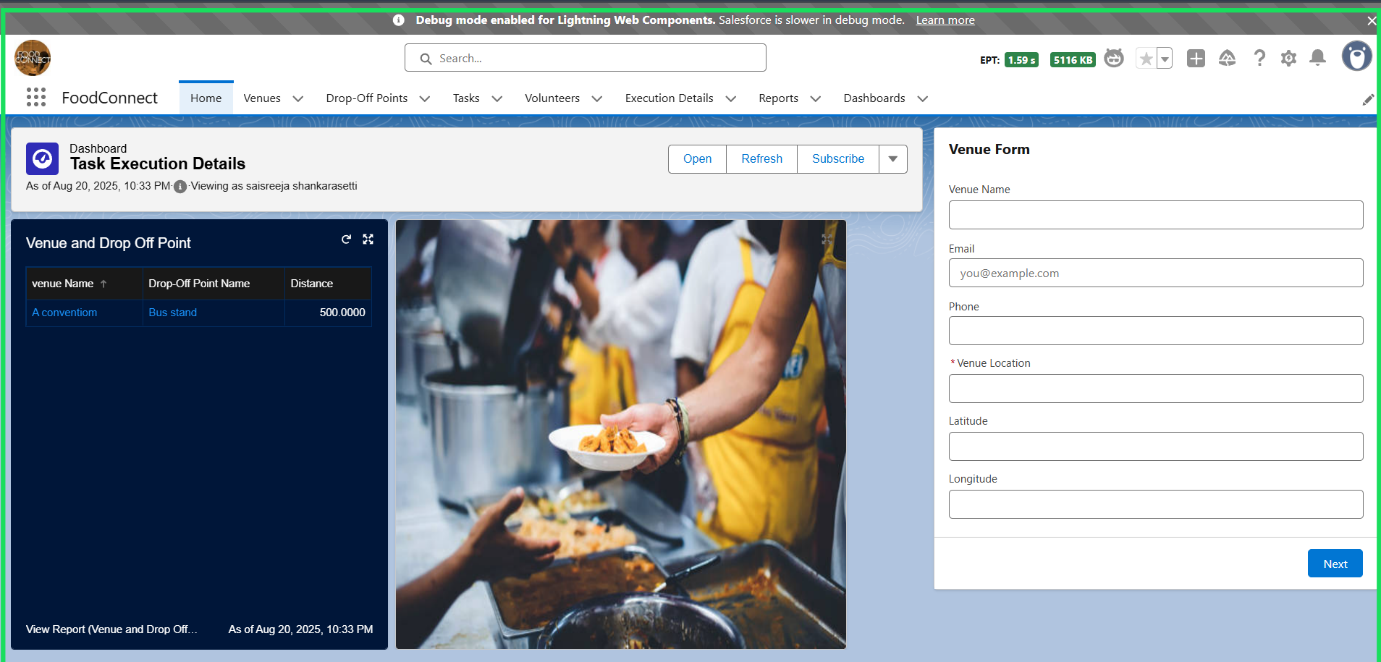 Debug mode enabled for Lightning Web Components. Salesforce is slower in debug mode. Learn more
FOOD
CONNECT
Search...
EPT: 1.59 s 5116 KB
FoodConnect Home Venues Drop-Off Points Tasks Volunteers Execution Details Reports Dashboards
Dashboard
Task Execution Details
As of Aug 20, 2025, 10:33 PM·Viewing as saisreeja shankarasetti
Open Refresh Subscribe
Venue and Drop Off Point
venue Name ↑ Drop-Off Point Name Distance
A conventiom Bus stand 500.0000
View Report (Venue and Drop Off... As of Aug 20, 2025, 10:33 PM
Venue Form
Venue Name
Email
you@example.com
Phone
*Venue Location
Latitude
Longitude
Next